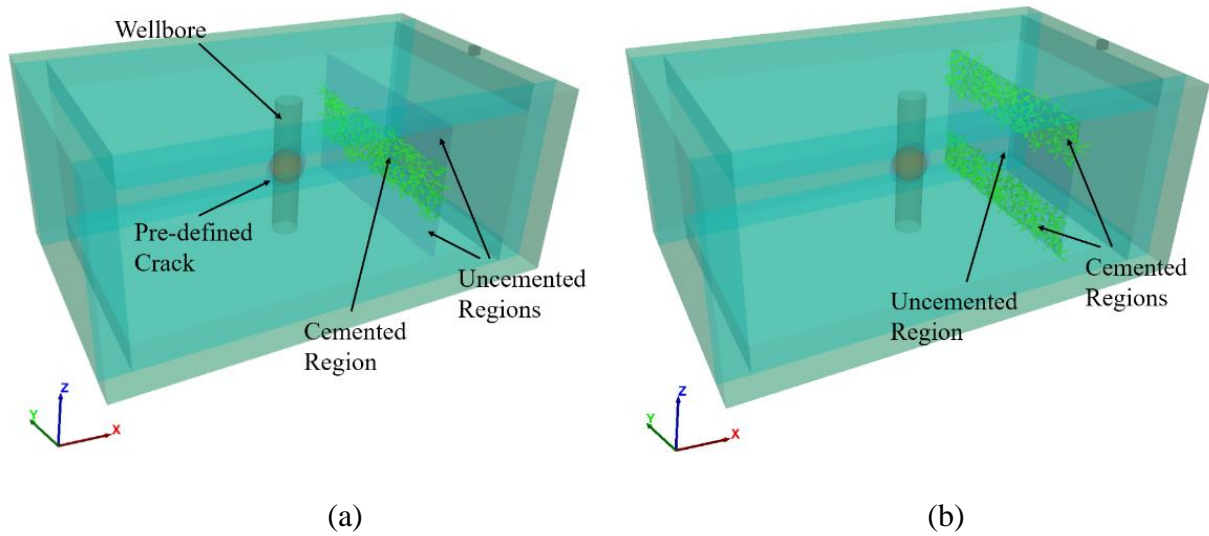 Wellbore
Pre-defined
Crack
Cemented
Region
Uncemented
Regions
Z
Y
X
(a)
Uncemented
Region
Cemented
Regions
Z
Y
X
(b)